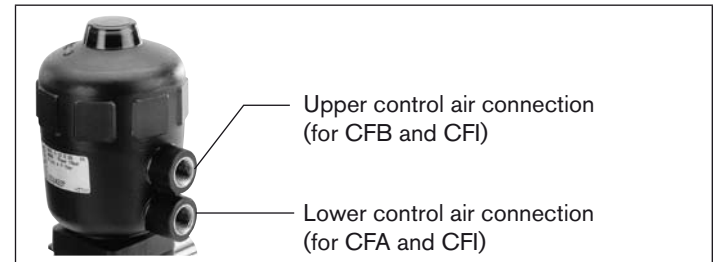 Upper control air connection
(for CFB and CFI)
Lower control air connection
(for CFA and CFI)